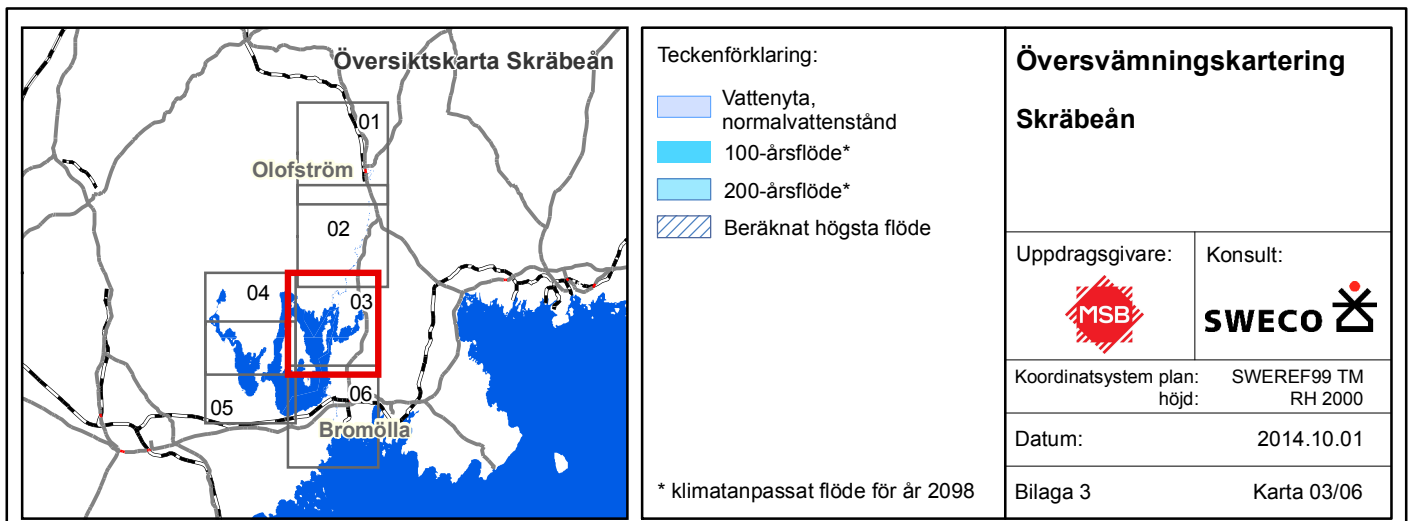 Översiktskarta Skräbeån
01
Olofström
02
04
03
05
06
Bromölla
Teckenförklaring:
Vattenyta,
normalvattenstånd
100-årsflöde*
200-årsflöde*
Beräknat högsta flöde
* klimatanpassat flöde för år 2098
Översvämningskartering
Skräbeån
Uppdragsgivare:
MSB
Konsult:
SWECO
Koordinatsystem plan: SWEREF99 TM
höjd: RH 2000
Datum: 2014.10.01
Bilaga 3 Karta 03/06